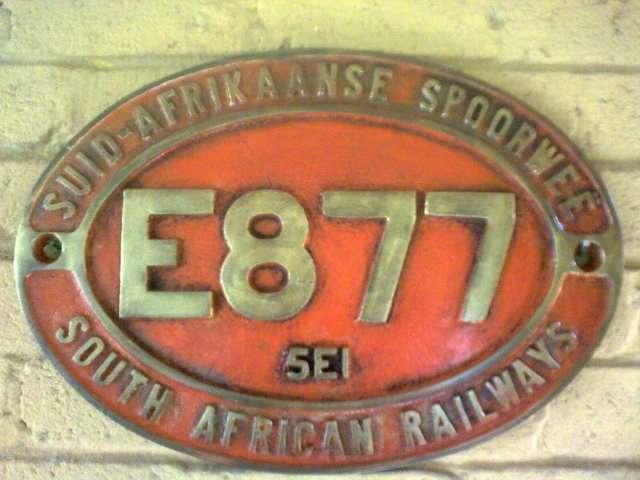 SUID-AFRIKAANSE SPOORWEË
E877
5E1
SOUTH AFRICAN RAILWAYS